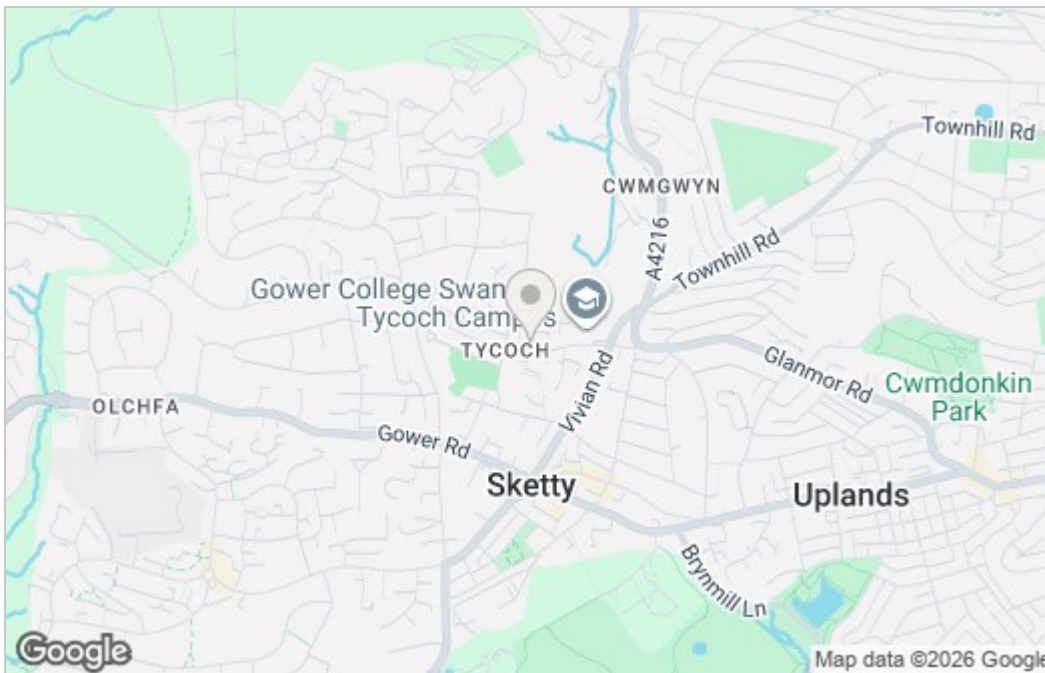 Townhill Rd
CWMGWYN
A4216
Townhill Rd
Gower College Swan
Tycoch Campus
TYCOCH
Glanmor Rd
Cwmdonkin
Park
OLCHFA
Vivian Rd
Gower Rd
Sketty
Uplands
Brynmill Ln
Google
Map data ©2026 Google